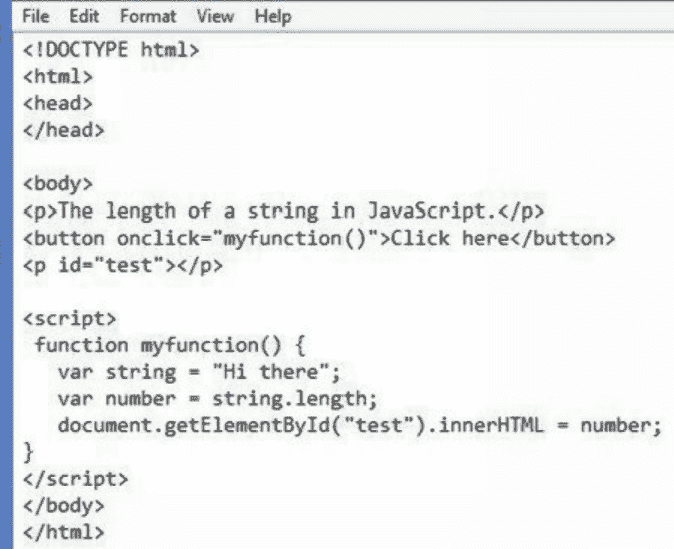 File Edit Format View Help
<!DOCTYPE html>
<html>
<head>
</head>
<body>
<p>The length of a string in JavaScript.</p>
<button onclick="myfunction()">Click here</button>
<p id="test"></p>
<script>
function myfunction() {
var string = "Hi there";
var number = string.length;
document.getElementById("test").innerHTML = number;
}
</script>
</body>
</html>